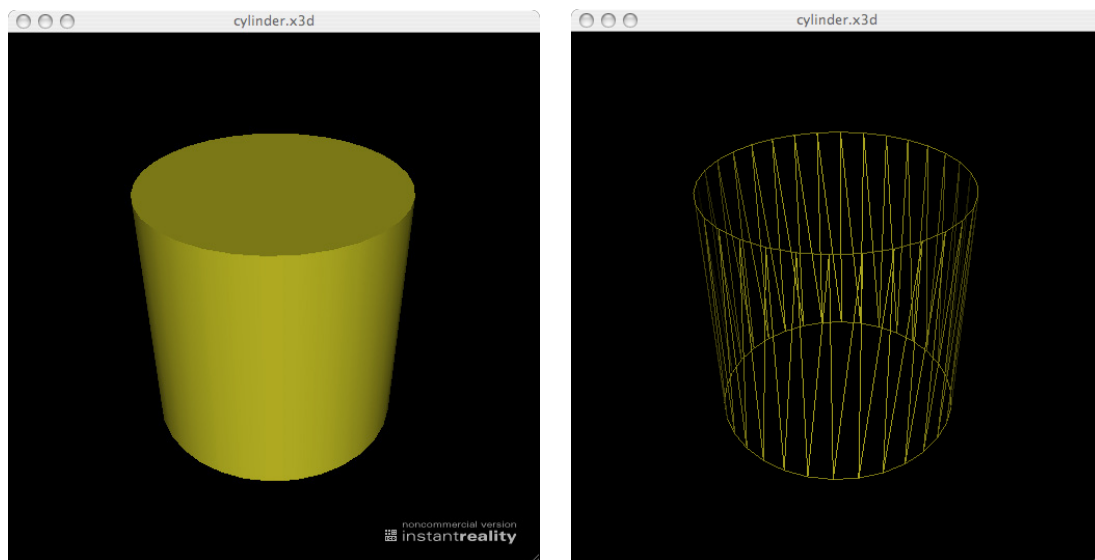 cylinder.x3d
cylinder.x3d
noncommercial version
instantreality